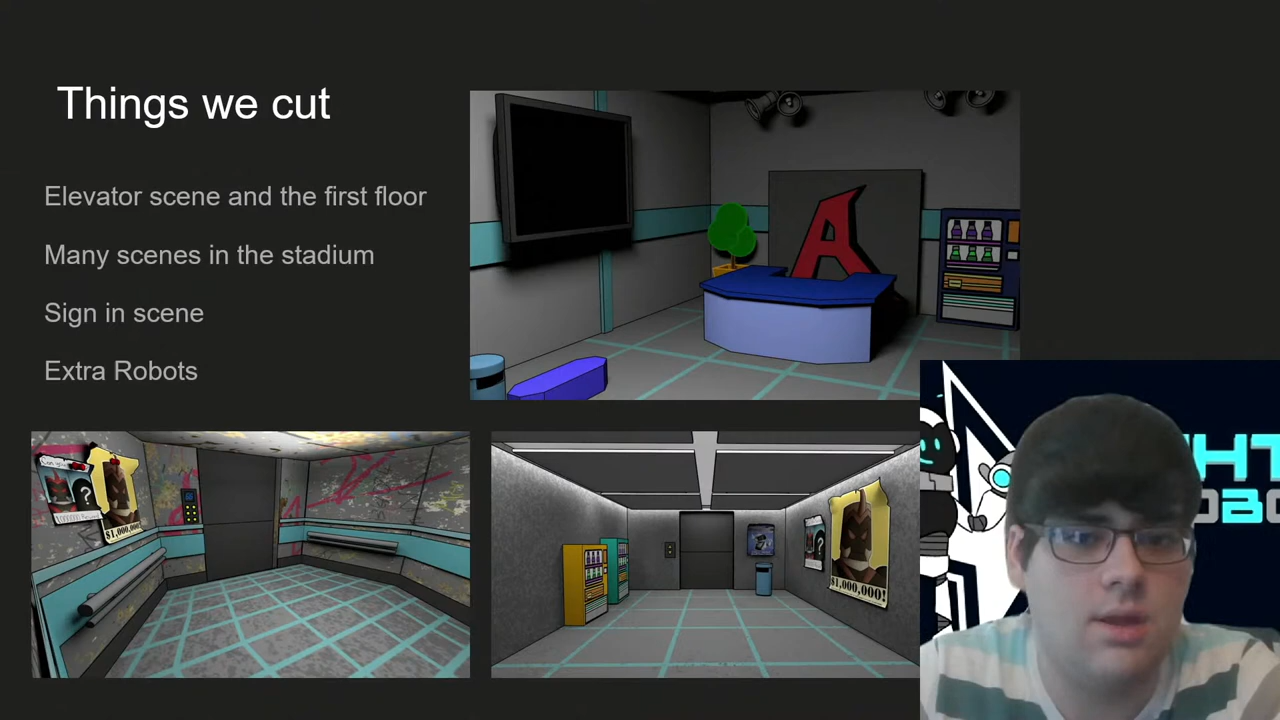 Things we cut
Elevator scene and the first floor
Many scenes in the stadium
Sign in scene
Extra Robots
A
?
$1,000,000!
?
$1,000,000!